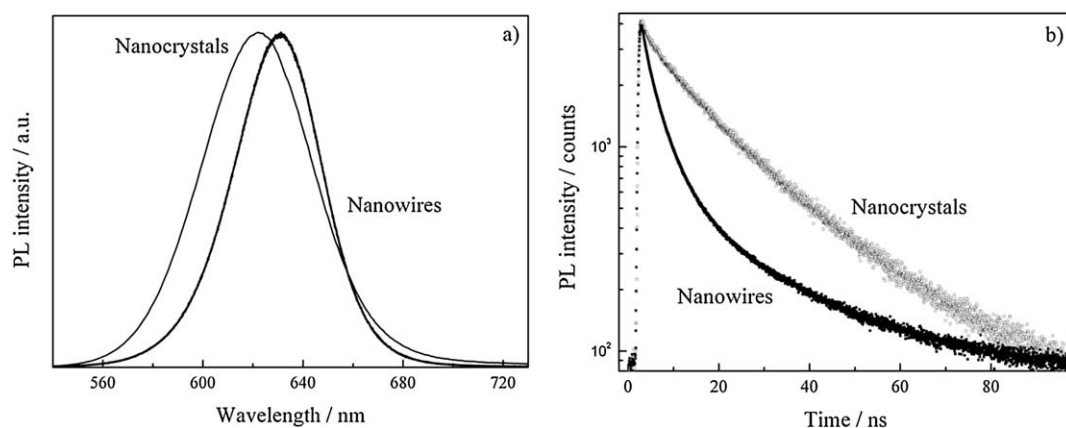 a)
Nanocrystals
Nanowires
PL intensity / a.u.
560 600 640 680 720
Wavelength / nm
b)
10³
Nanocrystals
Nanowires
10²
PL intensity / counts
0 20 40 60 80
Time / ns